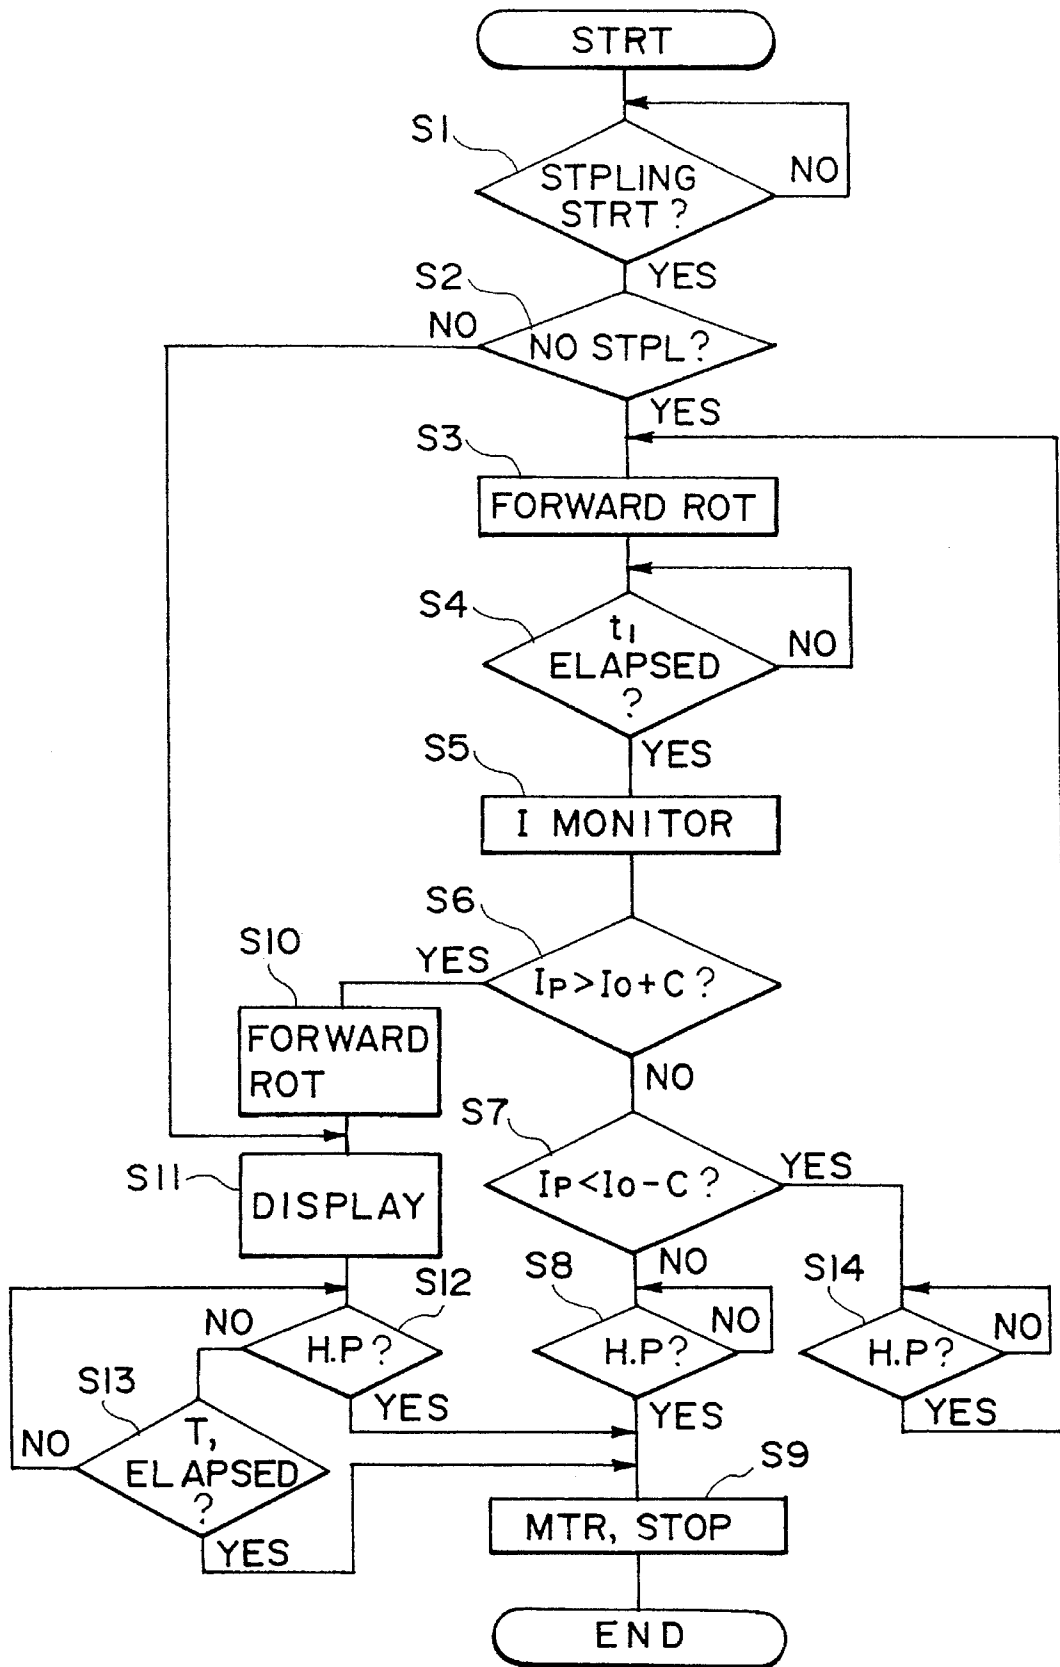 STRT
S1
STPLING
STRT?
NO
YES
S2
NO
NO STPL?
YES
S3
FORWARD ROT
S4
t1
ELAPSED
?
NO
YES
S5
I MONITOR
S6
YES
IP>Io+C?
NO
S10
FORWARD
ROT
S7
IP<Io-C?
YES
NO
S11
DISPLAY
S12
NO
H.P?
YES
S8
H.P?
NO
YES
S14
H.P?
NO
YES
S13
NO
T,
ELAPSED
?
YES
S9
MTR, STOP
END